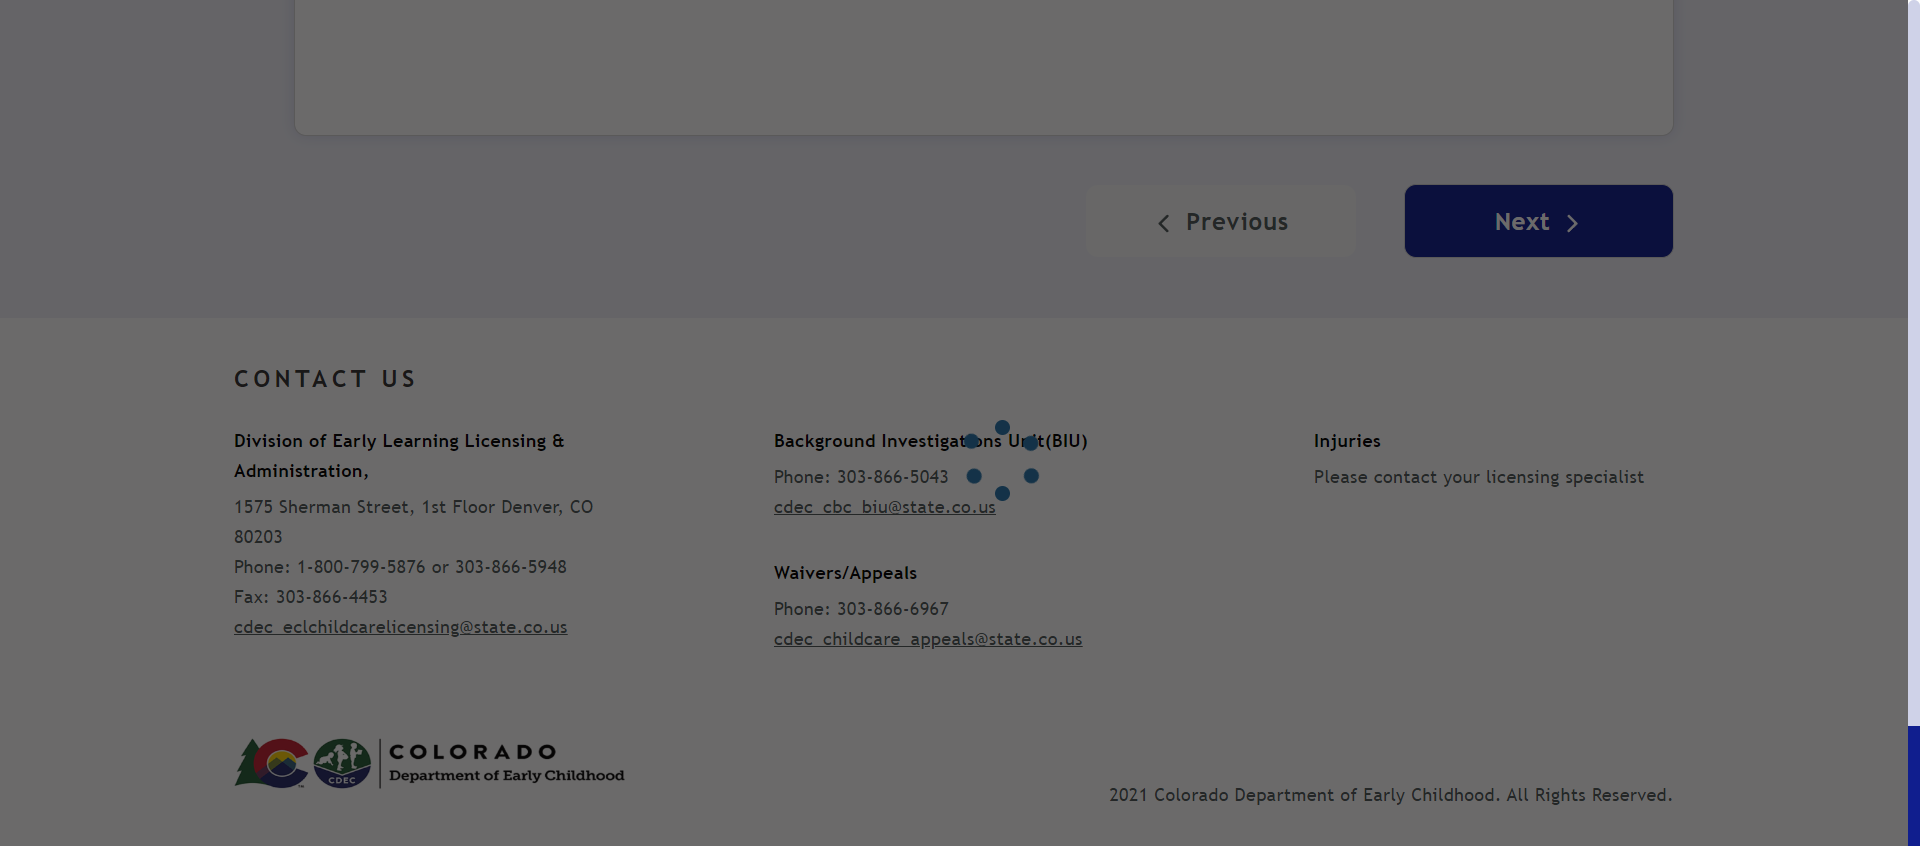 Previous
Next
CONTACT US
Division of Early Learning Licensing &
Administration,
1575 Sherman Street, 1st Floor Denver, CO
80203
Phone: 1-800-799-5876 or 303-866-5948
Fax: 303-866-4453
cdec_eclchildcarelicensing@state.co.us
Background Investigations Unit(BIU)
Phone: 303-866-5043
cdec_cbc_biu@state.co.us
Waivers/Appeals
Phone: 303-866-6967
cdec_childcare_appeals@state.co.us
Injuries
Please contact your licensing specialist
CDEC
COLORADO
Department of Early Childhood
2021 Colorado Department of Early Childhood. All Rights Reserved.